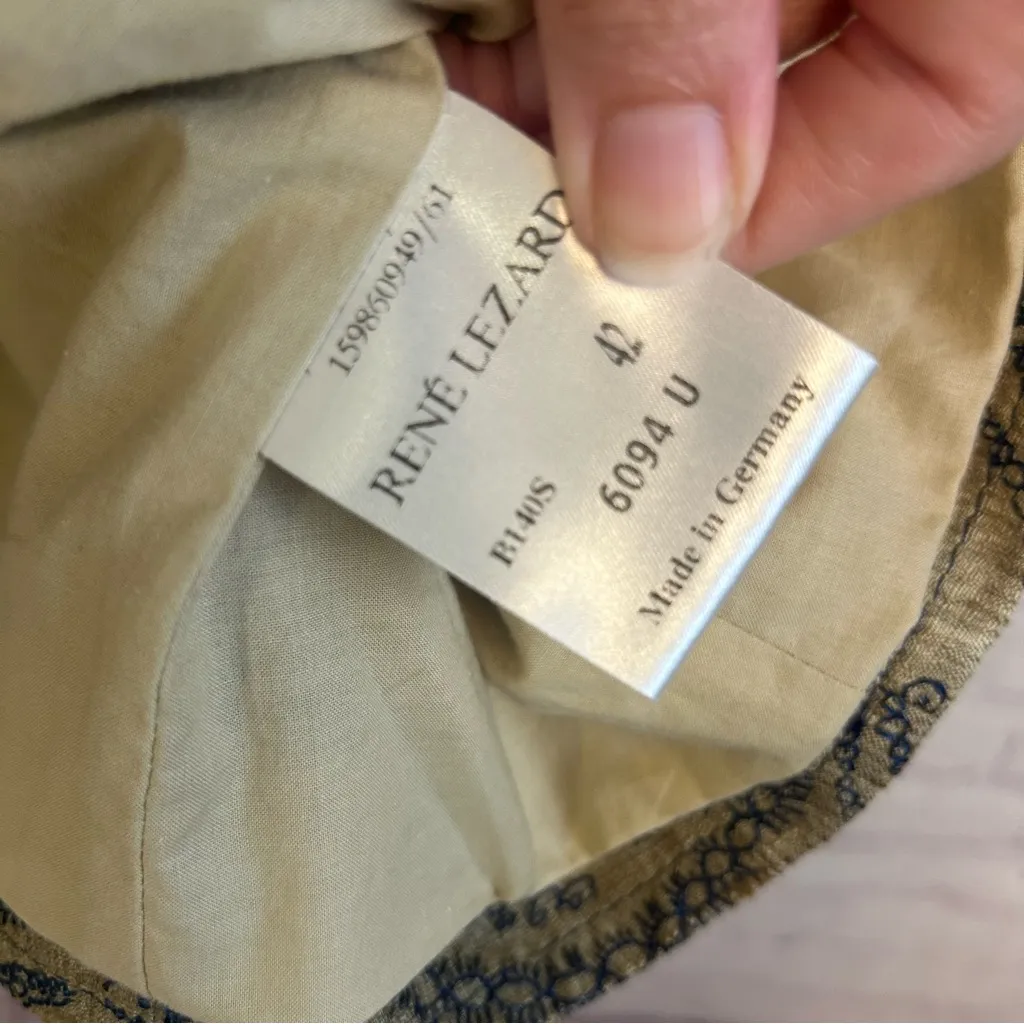 159860949/61
RENÉ LEZARD
B140S 42
6094 U
Made in Germany